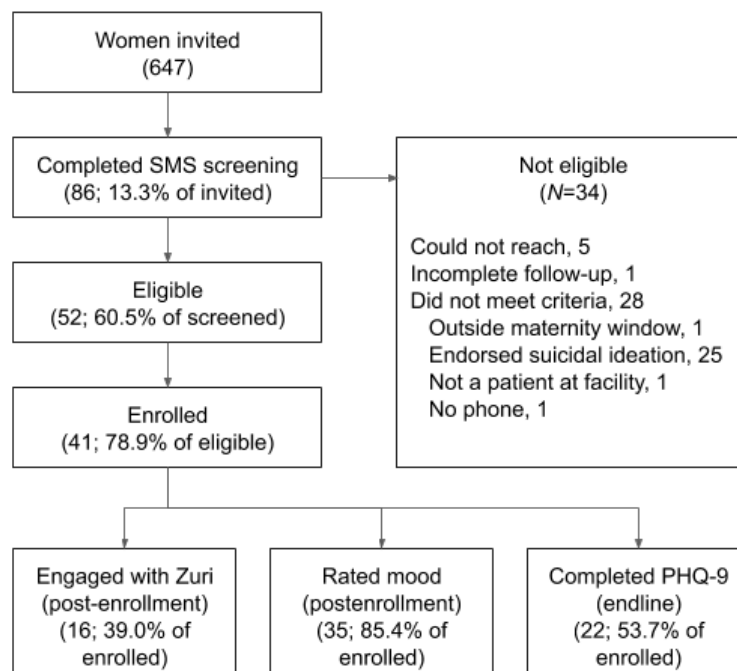 Women invited
(647)
Completed SMS screening
(86; 13.3% of invited)
Not eligible
(N=34)
Could not reach, 5
Incomplete follow-up, 1
Did not meet criteria, 28
Outside maternity window, 1
Endorsed suicidal ideation, 25
Not a patient at facility, 1
No phone, 1
Eligible
(52; 60.5% of screened)
Enrolled
(41; 78.9% of eligible)
Engaged with Zuri
(post-enrollment)
(16; 39.0% of
enrolled)
Rated mood
(postenrollment)
(35; 85.4% of
enrolled)
Completed PHQ-9
(endline)
(22; 53.7% of
enrolled)